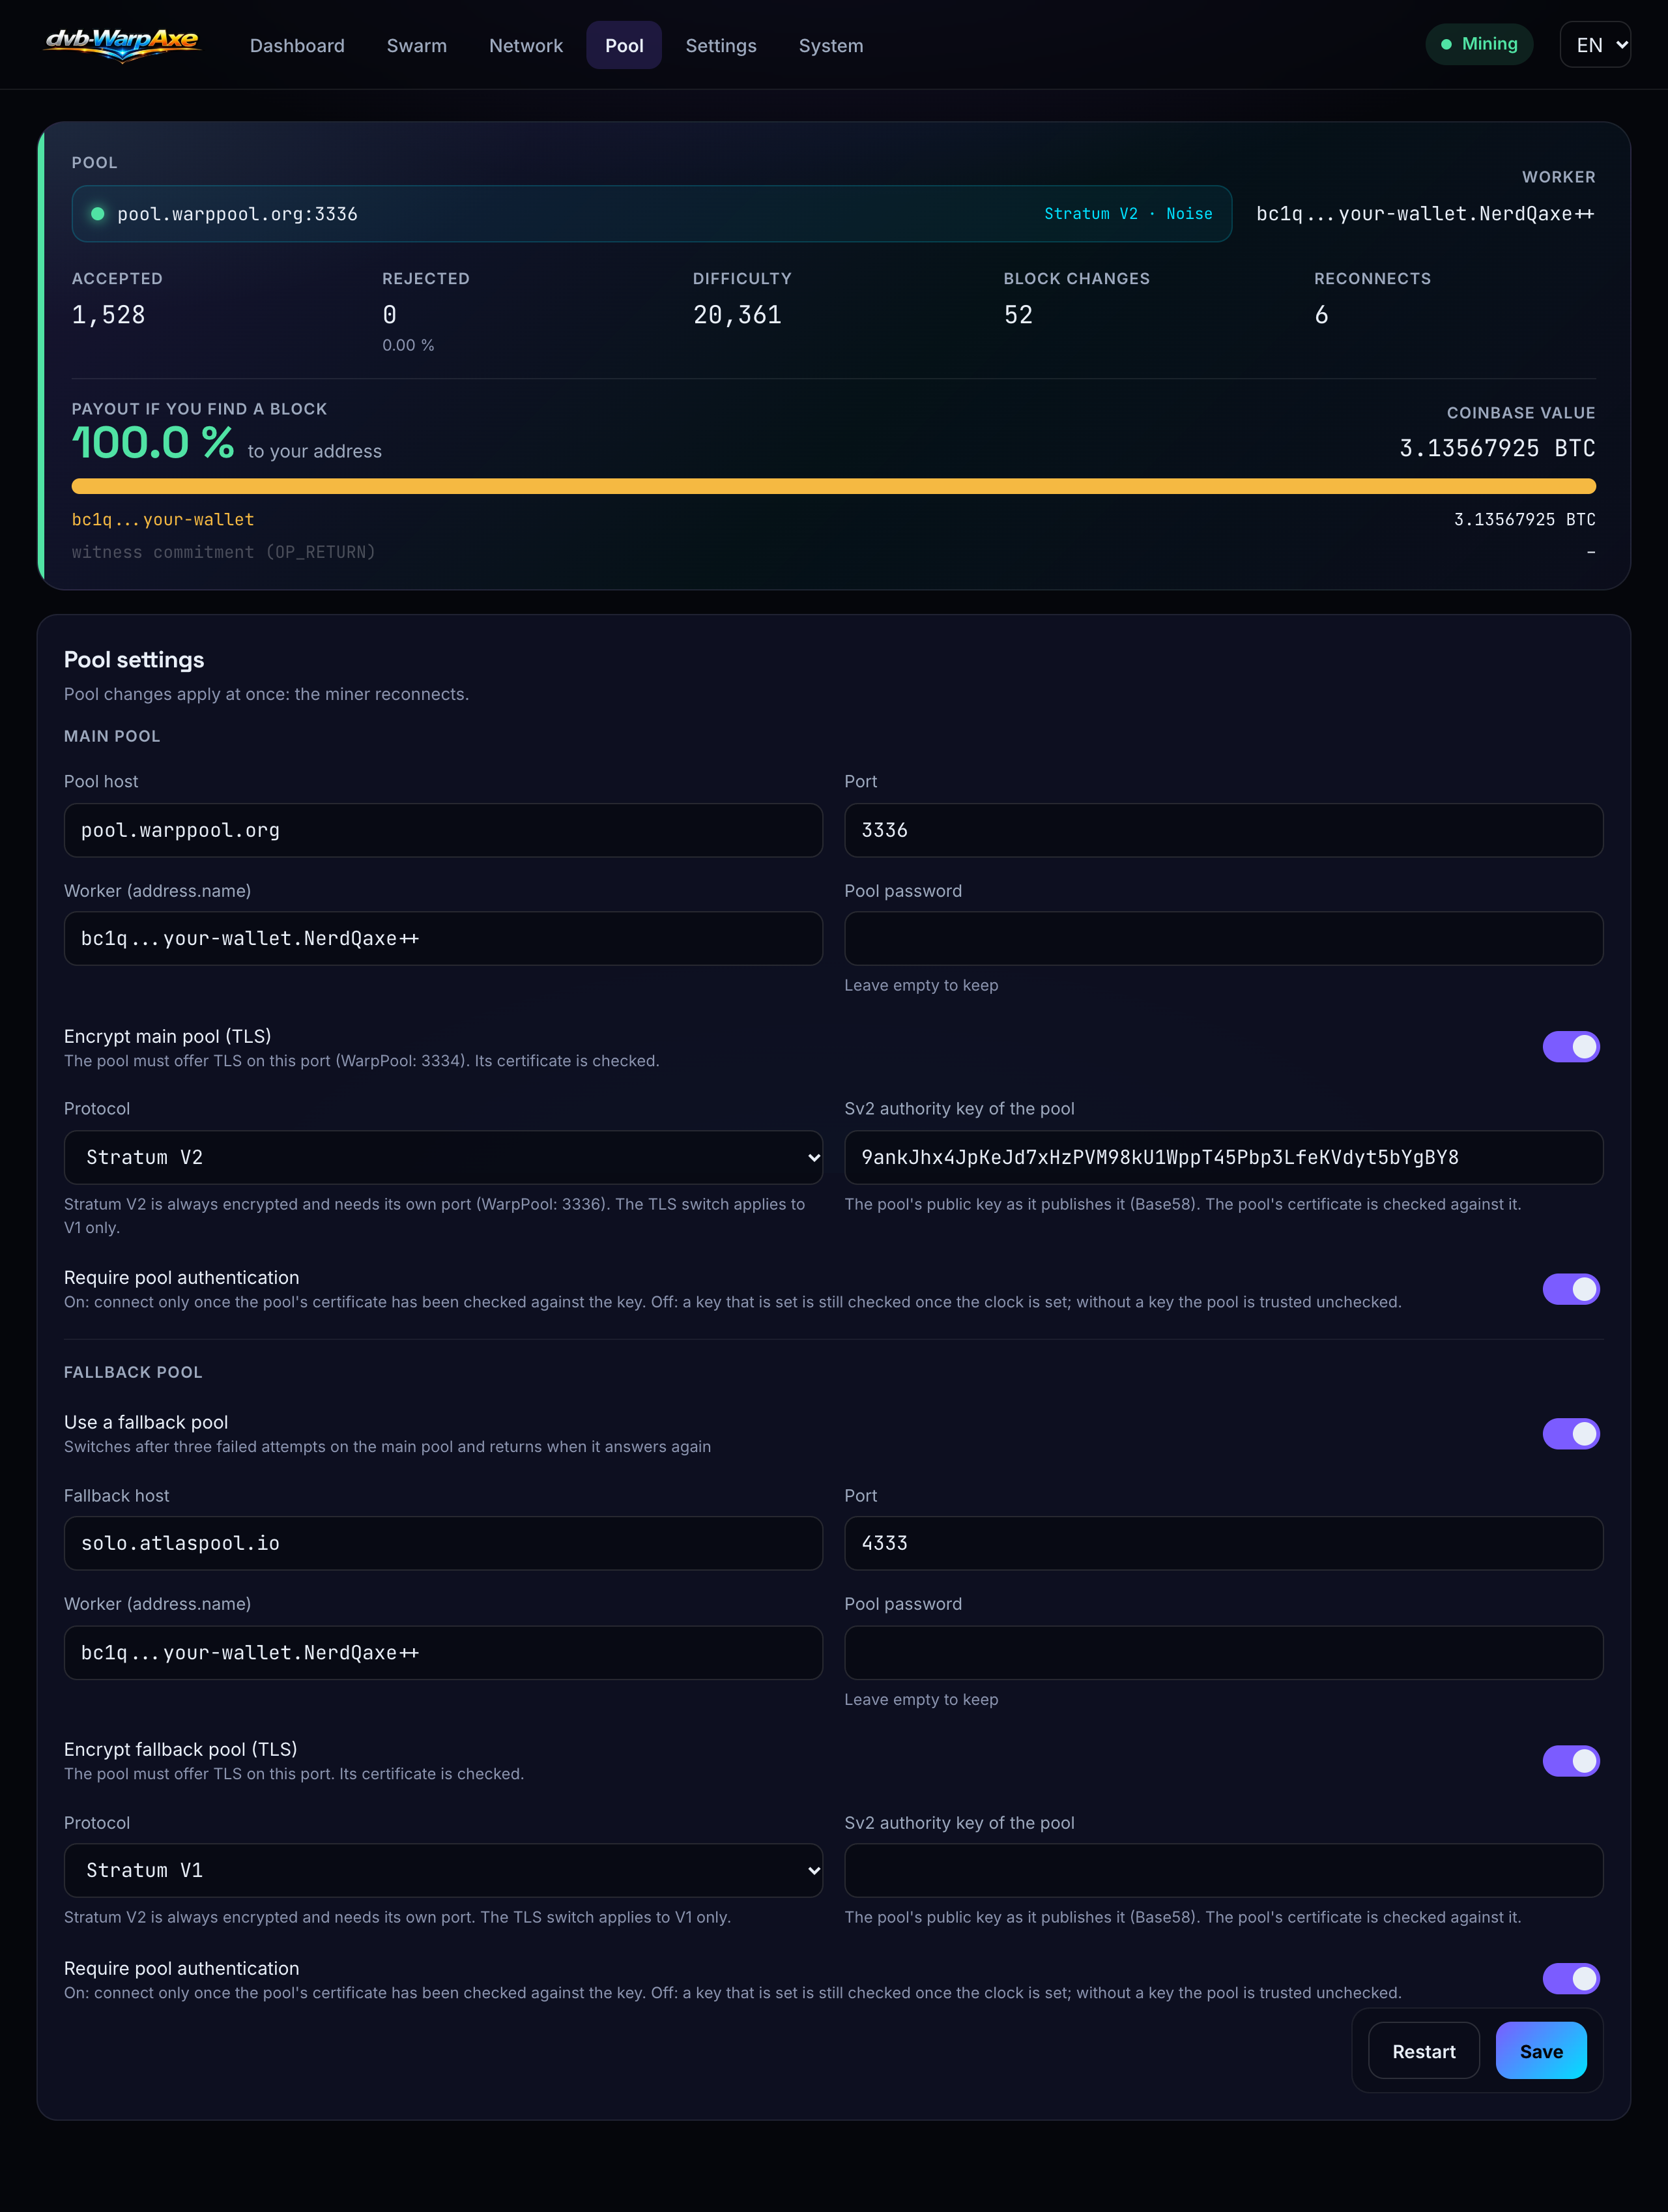 dvb-WarpAxe
Dashboard
Swarm
Network
Pool
Settings
System
Mining
EN
POOL
WORKER
pool.warppool.org:3336
Stratum V2 · Noise
bc1q...your-wallet.NerdQaxe++
ACCEPTED
REJECTED
DIFFICULTY
BLOCK CHANGES
RECONNECTS
1,528
0
20,361
52
6
0.00 %
PAYOUT IF YOU FIND A BLOCK
COINBASE VALUE
100.0 % to your address
3.13567925 BTC
bc1q...your-wallet
3.13567925 BTC
witness commitment (OP_RETURN)
–
Pool settings
Pool changes apply at once: the miner reconnects.
MAIN POOL
Pool host
Port
pool.warppool.org
3336
Worker (address.name)
Pool password
bc1q...your-wallet.NerdQaxe++
Leave empty to keep
Encrypt main pool (TLS)
The pool must offer TLS on this port (WarpPool: 3334). Its certificate is checked.
Protocol
Sv2 authority key of the pool
Stratum V2
9ankJhx4JpKeJd7xHzPVM98kU1WppT45Pbp3LfeKVdyt5bYgBY8
Stratum V2 is always encrypted and needs its own port (WarpPool: 3336). The TLS switch applies to
V1 only.
The pool's public key as it publishes it (Base58). The pool's certificate is checked against it.
Require pool authentication
On: connect only once the pool's certificate has been checked against the key. Off: a key that is set is still checked once the clock is set; without a key the pool is trusted unchecked.
FALLBACK POOL
Use a fallback pool
Switches after three failed attempts on the main pool and returns when it answers again
Fallback host
Port
solo.atlaspool.io
4333
Worker (address.name)
Pool password
bc1q...your-wallet.NerdQaxe++
Leave empty to keep
Encrypt fallback pool (TLS)
The pool must offer TLS on this port. Its certificate is checked.
Protocol
Sv2 authority key of the pool
Stratum V1
Stratum V2 is always encrypted and needs its own port. The TLS switch applies to V1 only.
The pool's public key as it publishes it (Base58). The pool's certificate is checked against it.
Require pool authentication
On: connect only once the pool's certificate has been checked against the key. Off: a key that is set is still checked once the clock is set; without a key the pool is trusted unchecked.
Restart
Save